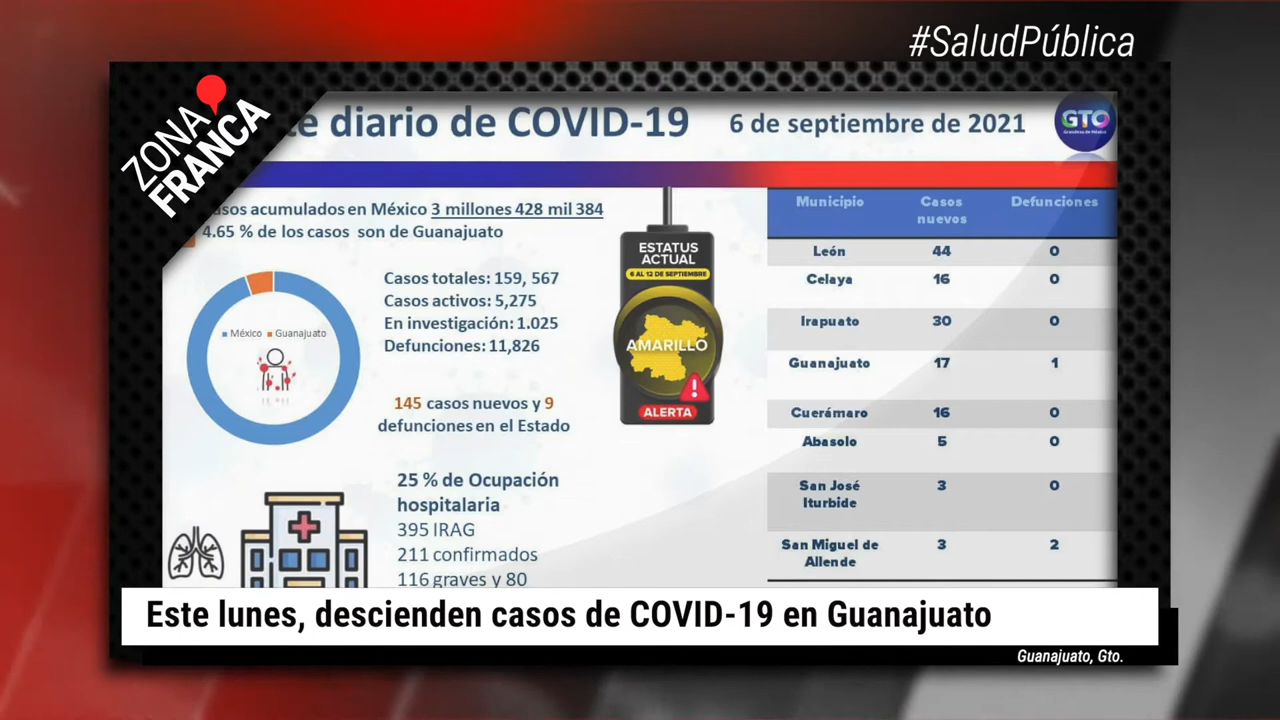 #SaludPública
ZONA
FRANCA
te diario de COVID-19
6 de septiembre de 2021
GTO
Grandeza de México
asos acumulados en México 3 millones 428 mil 384
4.65 % de los casos son de Guanajuato
México Guanajuato
Casos totales: 159, 567
Casos activos: 5,275
En investigación: 1.025
Defunciones: 11,826
145 casos nuevos y 9
defunciones en el Estado
25 % de Ocupación
hospitalaria
395 IRAG
211 confirmados
116 graves y 80
ESTATUS
ACTUAL
6 AL 12 DE SEPTIEMBRE
AMARILLO
ALERTA
Municipio Casos nuevos Defunciones
León 44 0
Celaya 16 0
Irapuato 30 0
Guanajuato 17 1
Cuerámaro 16 0
Abasolo 5 0
San José Iturbide 3 0
San Miguel de Allende 3 2
Este lunes, descienden casos de COVID-19 en Guanajuato
Guanajuato, Gto.